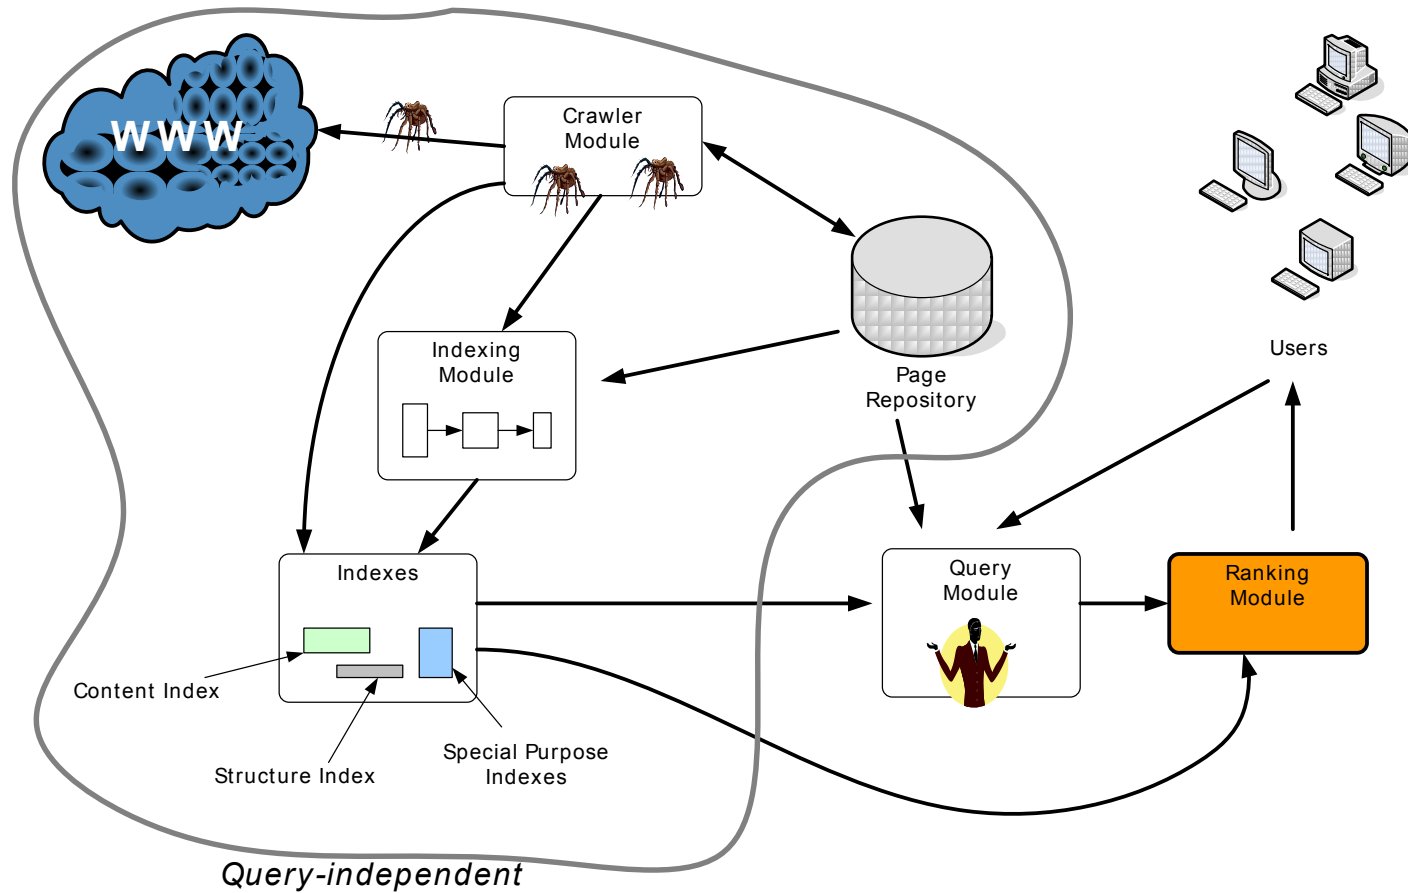 WWW
Crawler
Module
Indexing
Module
Page
Repository
Users
Indexes
Content Index
Structure Index
Special Purpose
Indexes
Query
Module
Ranking
Module
Query-independent